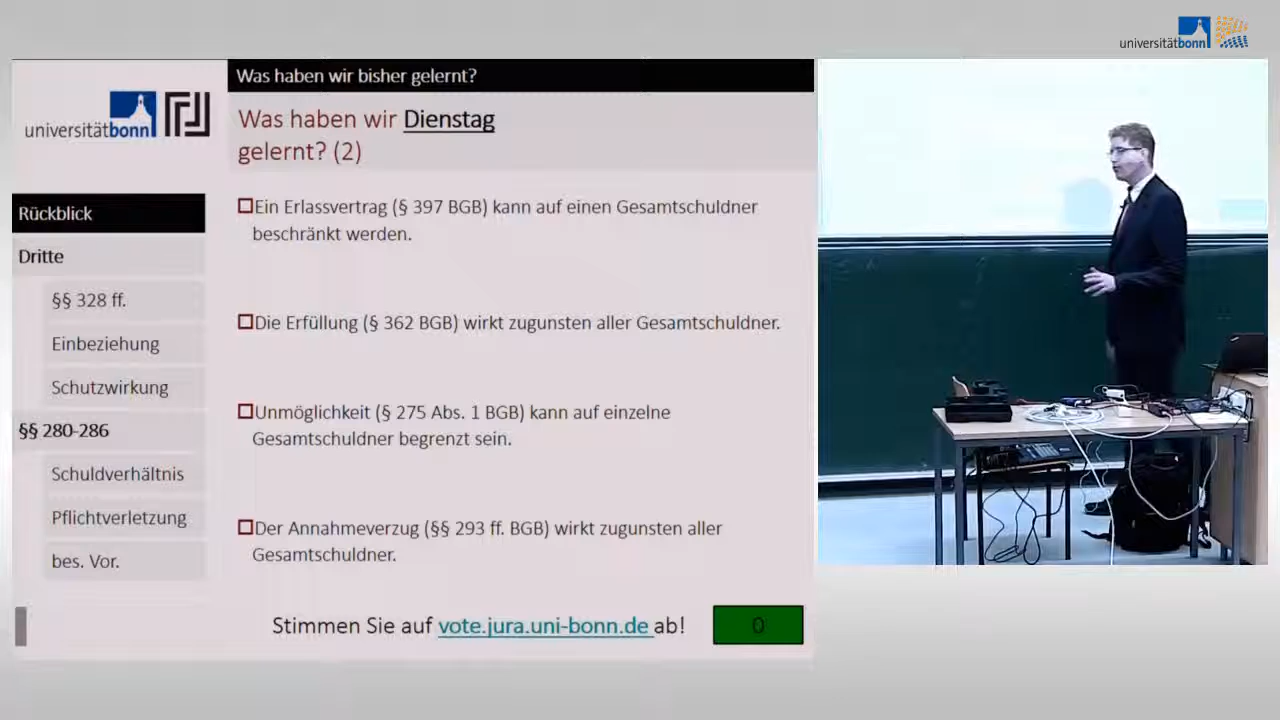 universitätbonn
Was haben wir bisher gelernt?
universitätbonn
Was haben wir Dienstag
gelernt? (2)
Rückblick
Dritte
§§ 328 ff.
Einbeziehung
Schutzwirkung
§§ 280-286
Schuldverhältnis
Pflichtverletzung
bes. Vor.
Ein Erlassvertrag (§ 397 BGB) kann auf einen Gesamtschuldner
beschränkt werden.
Die Erfüllung (§ 362 BGB) wirkt zugunsten aller Gesamtschuldner.
Unmöglichkeit (§ 275 Abs. 1 BGB) kann auf einzelne
Gesamtschuldner begrenzt sein.
Der Annahmeverzug (§§ 293 ff. BGB) wirkt zugunsten aller
Gesamtschuldner.
Stimmen Sie auf vote.jura.uni-bonn.de ab!
0